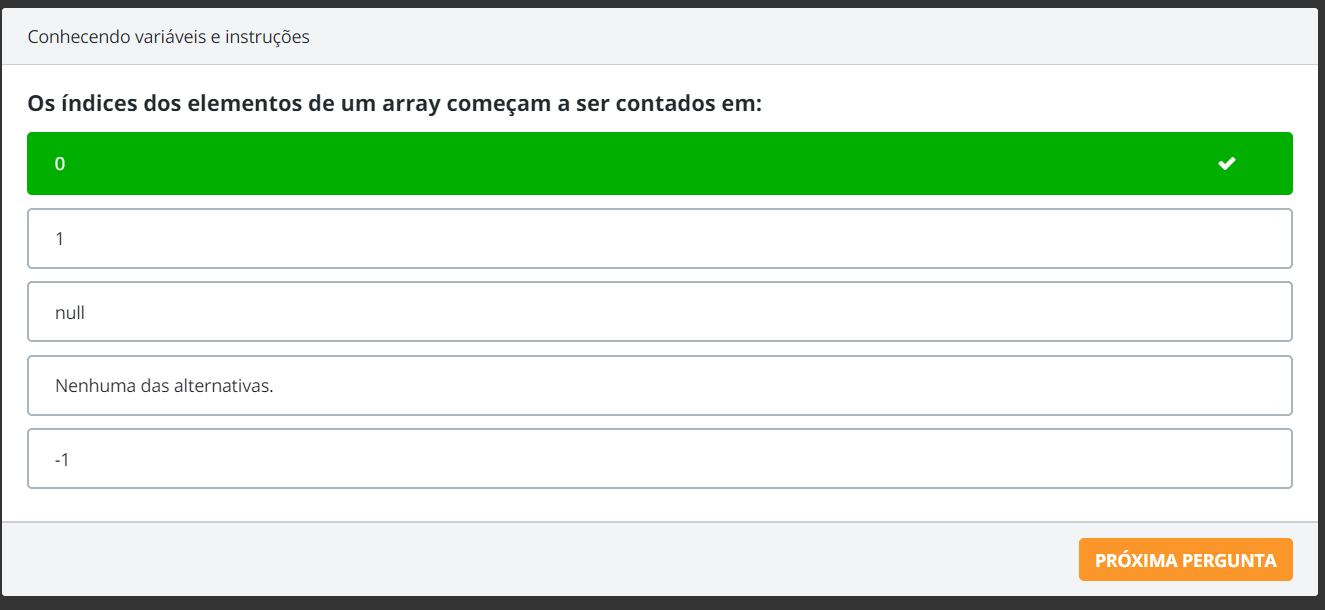 Conhecendo variáveis e instruções
Os índices dos elementos de um array começam a ser contados em:
0
1
null
Nenhuma das alternativas.
-1
PRÓXIMA PERGUNTA